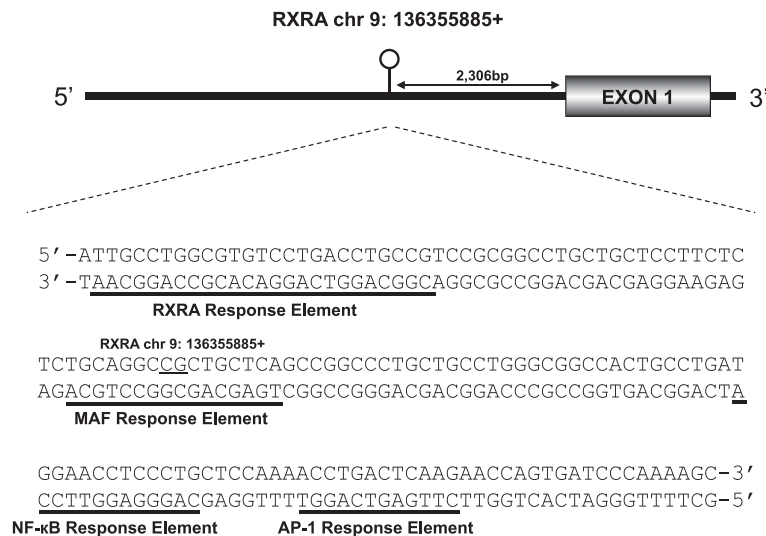 RXRA chr 9: 136355885+
2,306bp
5’ EXON 1 3’
5’-ATTGCCTGGCGTGTCCTGACCTGCCGTCCGCGGCCTGCTGCTCCTTCTC
3’-TAACGGACCGCACAGGACTGGACGGCAGGCGCCGGACGACGAGGAAGAG
RXRA Response Element
RXRA chr 9: 136355885+
TCTGCAGGCCGCTGCTCAGCCGGCCCTGCTGCCTGGGCGGCCACTGCCTGAT
AGACGTCCGGCGACGAGTCGGCCGGGACGACGGACCCGCCGGTGACGGACTA
MAF Response Element
GGAACCTCCCTGCTCCAAAACCTGACTCAAGAACCAGTGATCCCAAAAGC-3’
CCTTGGAGGGACGAGGTTTTGGACTGAGTTCTTGGTCACTAGGGTTTTCG-5’
NF-κB Response Element AP-1 Response Element